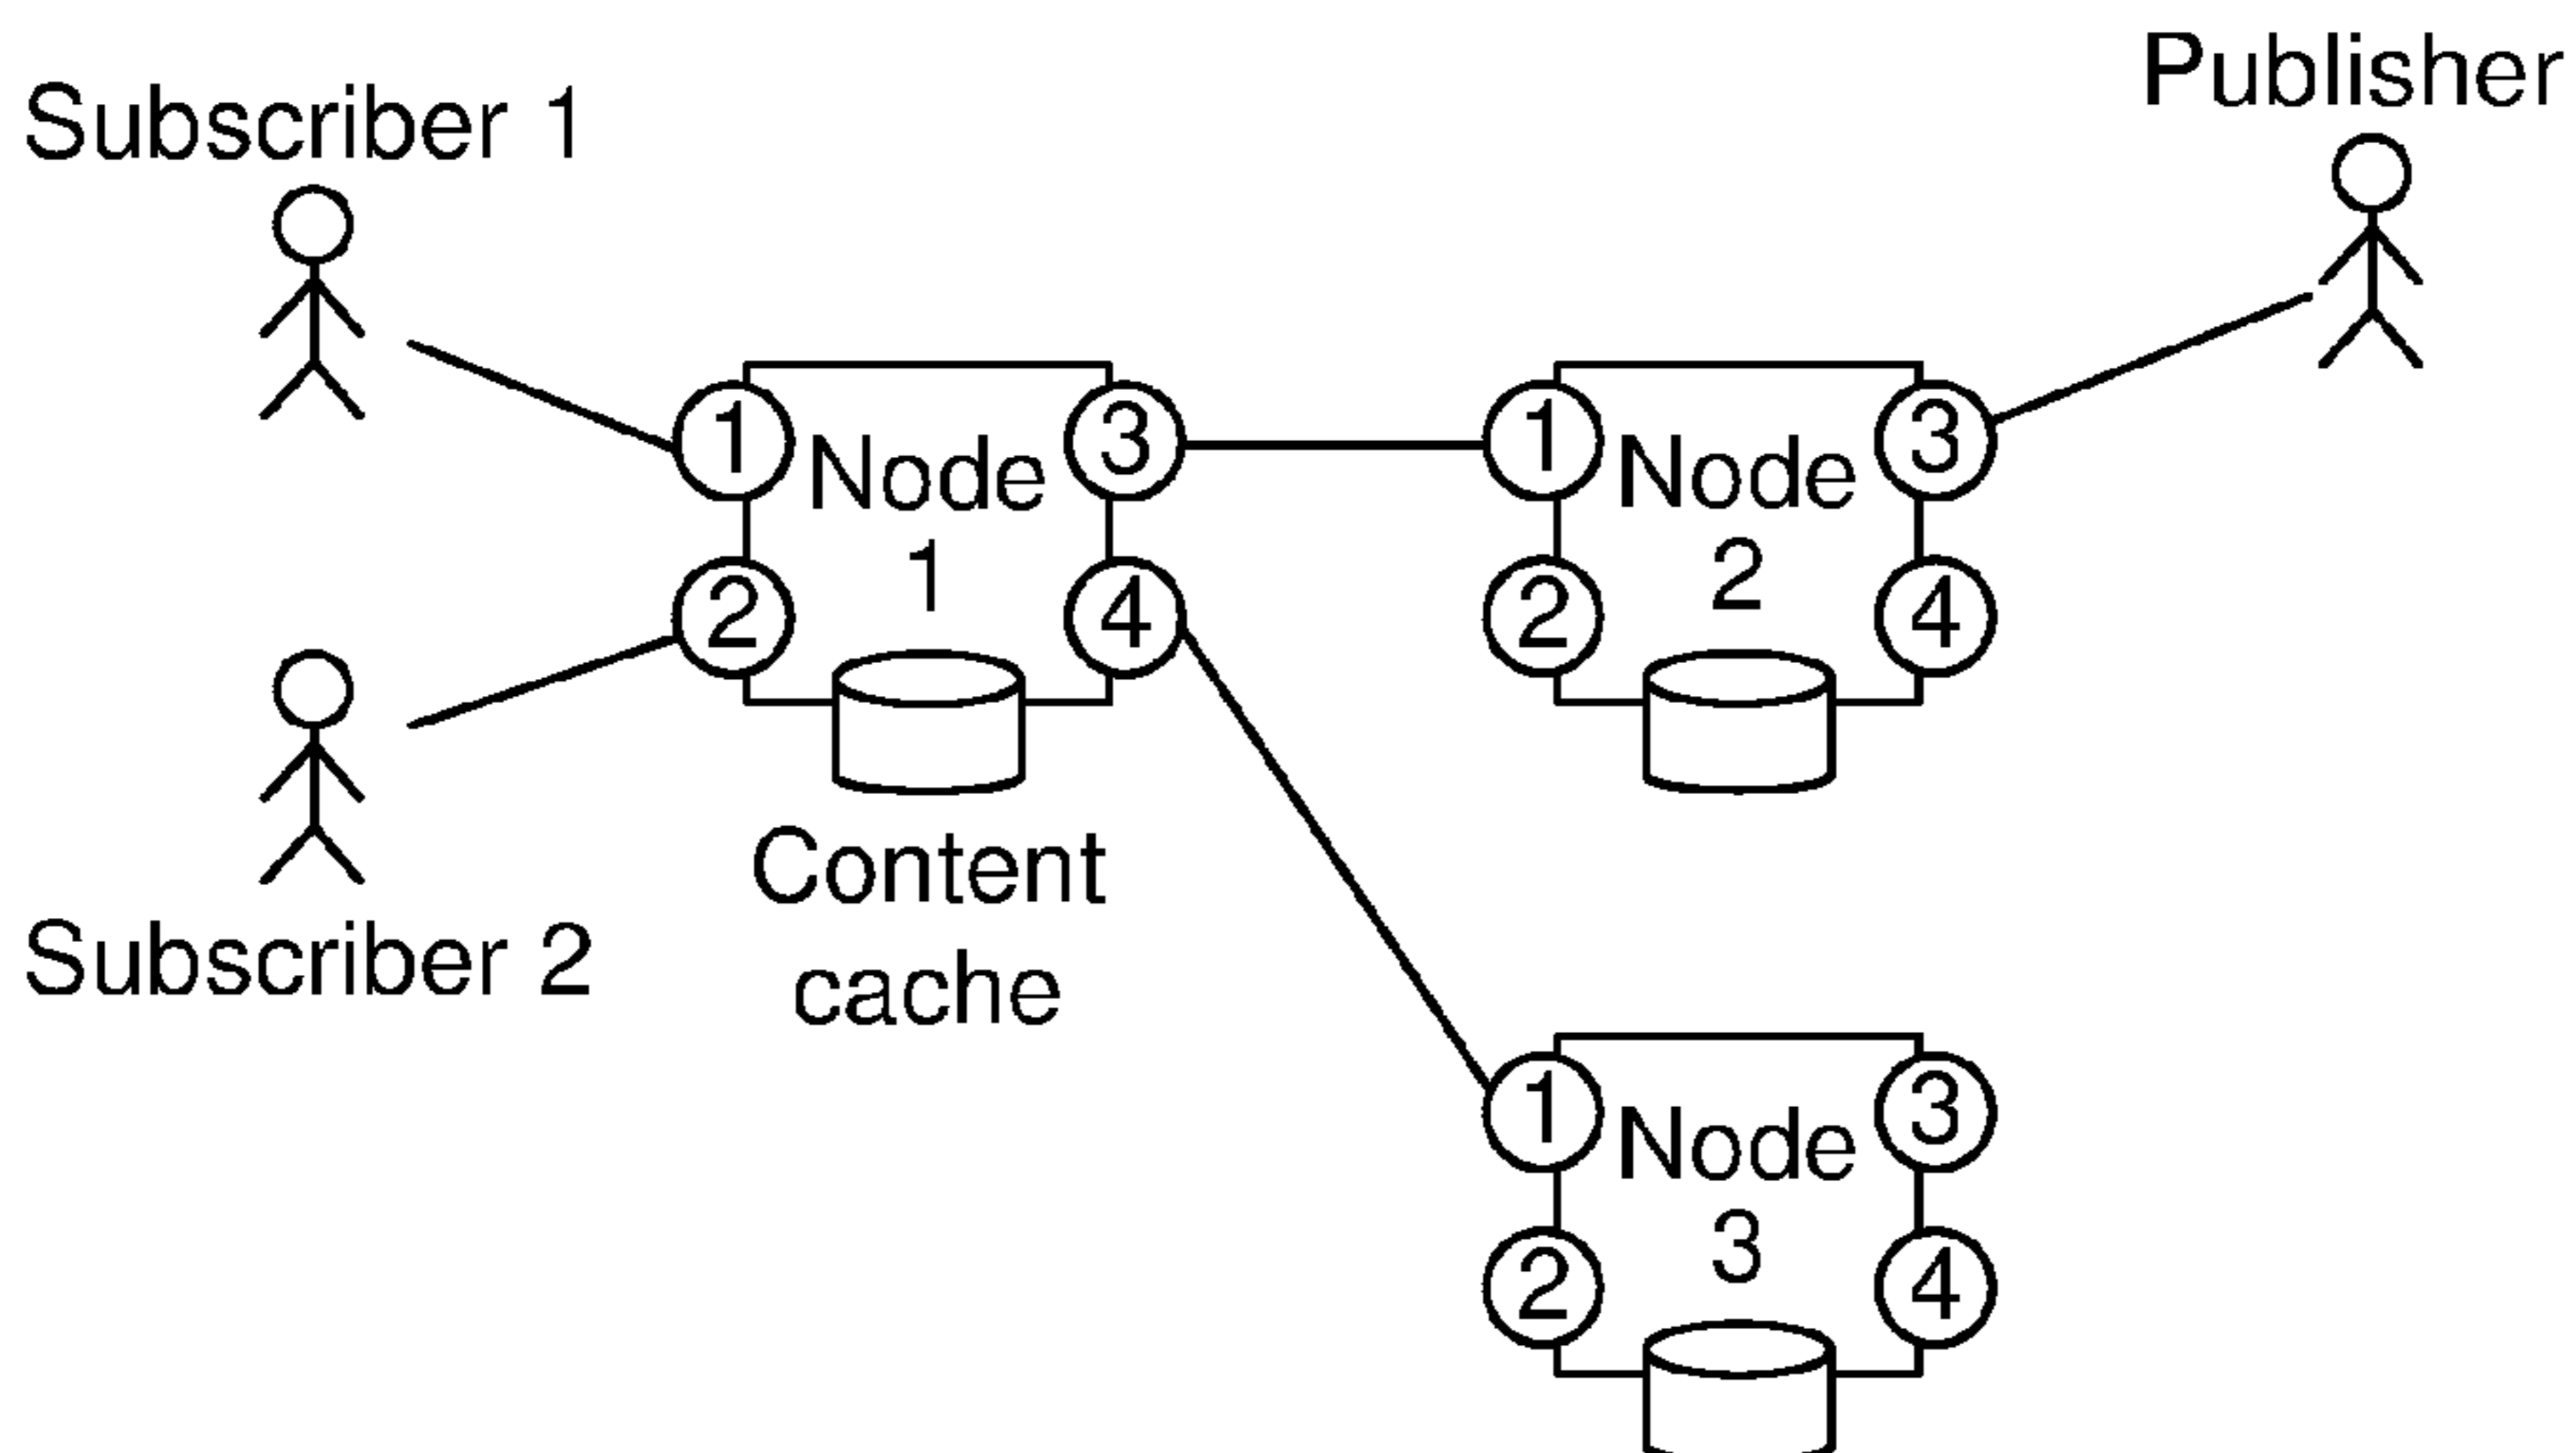 Publisher
Subscriber 1
1 Node 3
1
2 4
1 Node 3
2
2 4
Content
cache
Subscriber 2
1 Node 3
3
2 4